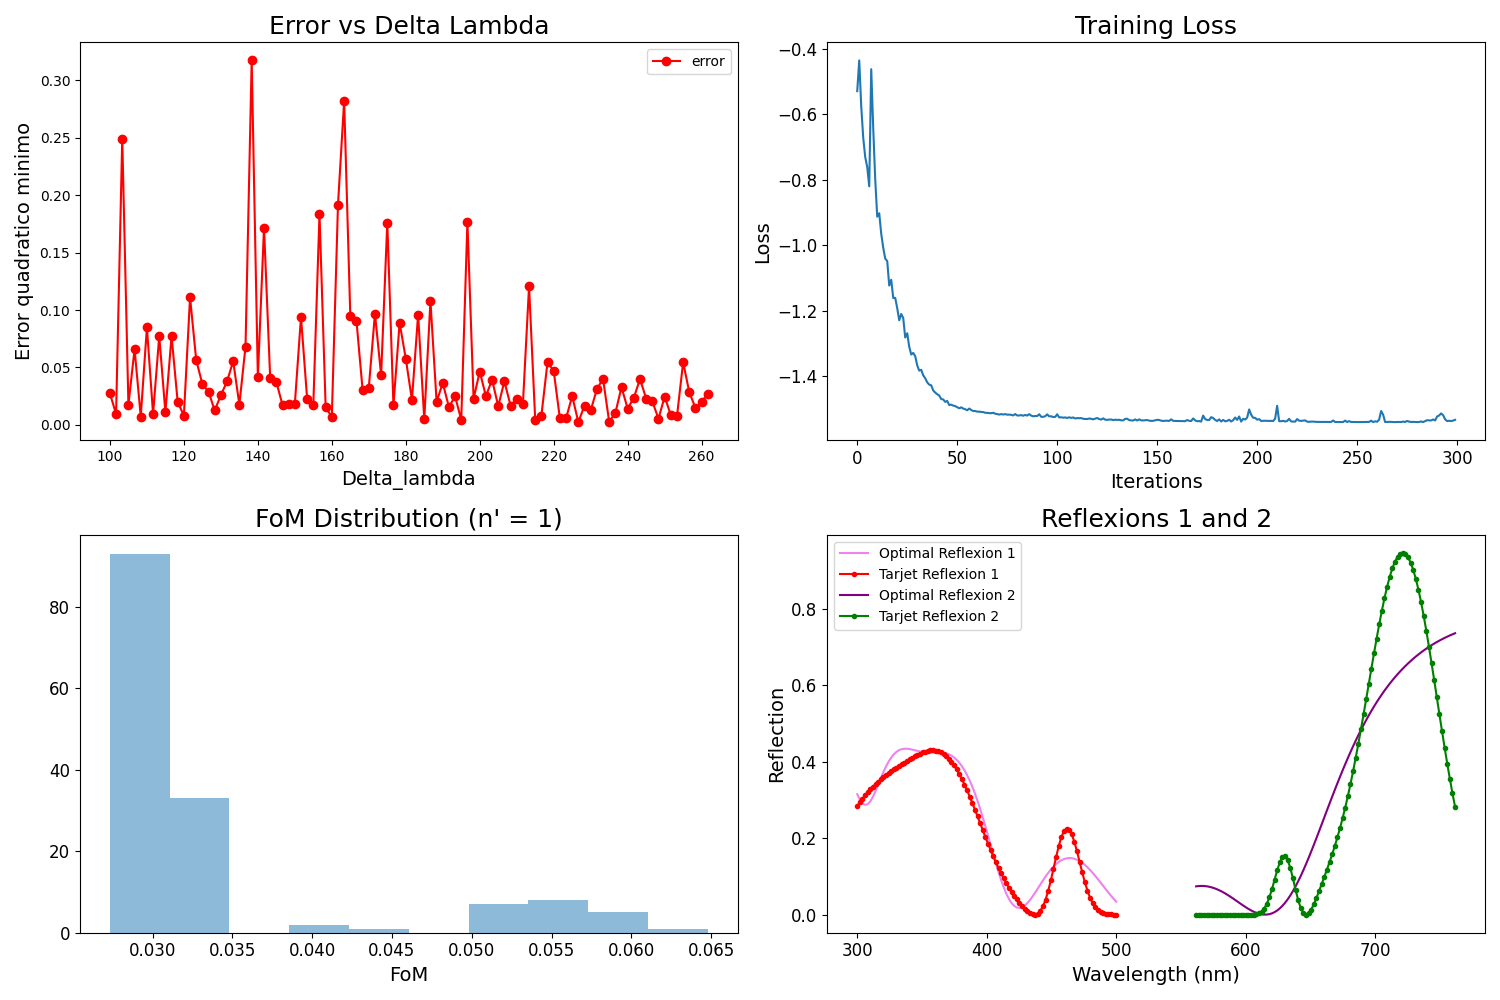 Error vs Delta Lambda
error
Error quadratico minimo
0.30
0.25
0.20
0.15
0.10
0.05
0.00
100 120 140 160 180 200 220 240 260
Delta_lambda
Training Loss
Loss
−0.4
−0.6
−0.8
−1.0
−1.2
−1.4
0 50 100 150 200 250 300
Iterations
FoM Distribution (n' = 1)
80
60
40
20
0
0.030 0.035 0.040 0.045 0.050 0.055 0.060 0.065
FoM
Reflexions 1 and 2
Optimal Reflexion 1
Tarjet Reflexion 1
Optimal Reflexion 2
Tarjet Reflexion 2
Reflection
0.8
0.6
0.4
0.2
0.0
300 400 500 600 700
Wavelength (nm)